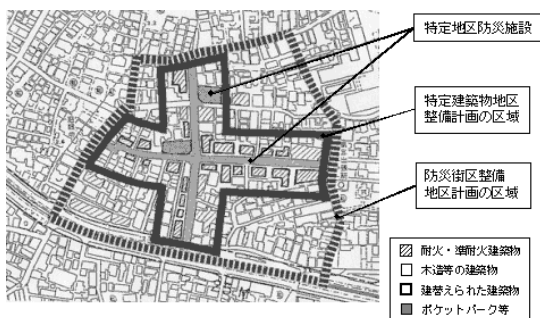 特定地区防災施設
特定建築物地区
整備計画の区域
防災街区整備
地区計画の区域
耐火・準耐火建築物
木造等の建築物
建替えられた建築物
ポケットパーク等